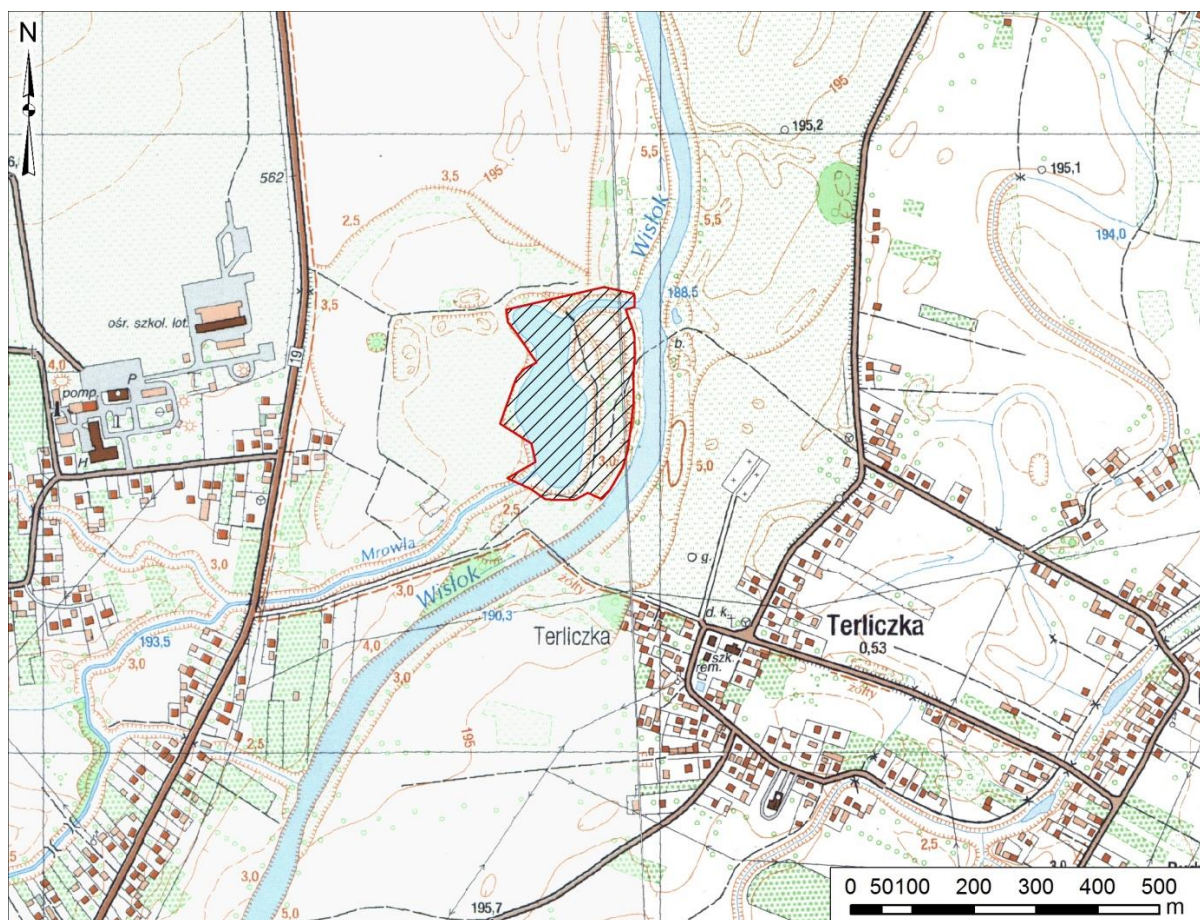 N
195
195,2
5,5
6,
3,5
195
195,1
562
2,5
Wisłok
5,5
194,0
3,5
188,5
ośr. szkol. lot.
19
b.
4,0
P
pomp.
H
3,0
5,0
2,5
Mrowla
g.
3,0
3,0
Wisłok
żółty
190,3
d. k.
Terliczka
Terliczka
0,53
193,5
szk.
rem.
3,0
4,0
3,0
żółty
195
2,5
2,5
3,0
195,7
5,0
3,0
0 50 100 200 300 400 500
m